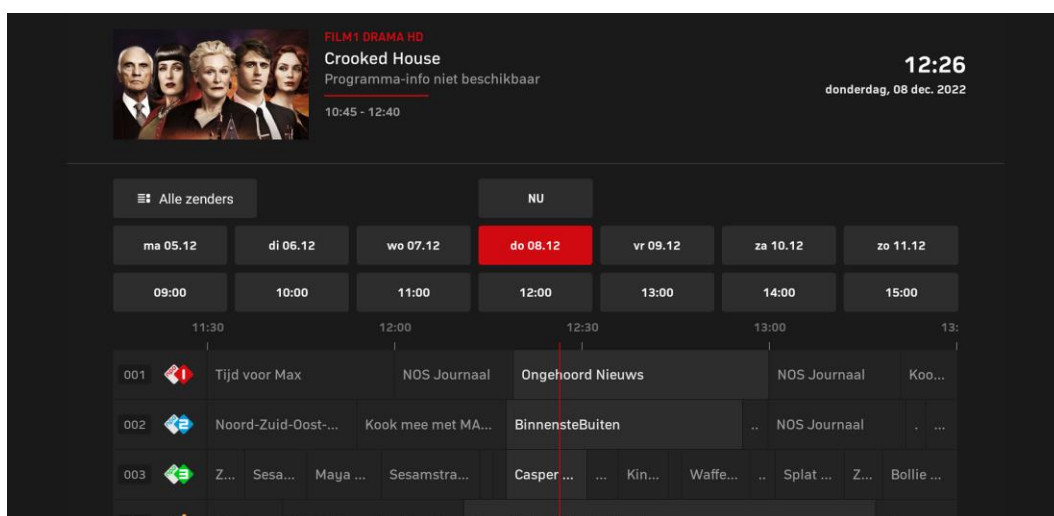 FILM1 DRAMA HD
Crooked House
Programma-info niet beschikbaar
10:45 - 12:40
12:26
donderdag, 08 dec. 2022
Alle zenders NU
ma 05.12 di 06.12 wo 07.12 do 08.12 vr 09.12 za 10.12 zo 11.12
09:00 10:00 11:00 12:00 13:00 14:00 15:00
11:30 12:00 12:30 13:00 13:
001 1 Tijd voor Max NOS Journaal Ongehoord Nieuws NOS Journaal Koo...
002 2 Noord-Zuid-Oost-... Kook mee met MA... BinnensteBuiten .. NOS Journaal . ...
003 3 Z... Sesa... Maya ... Sesamstra... Casper ... ... Kin... Waffe... .. Splat ... Z... Bollie ...